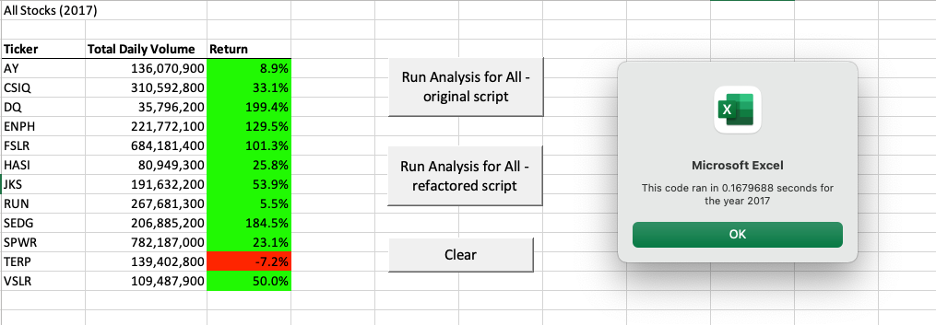 All Stocks (2017)
Ticker Total Daily Volume Return
AY 136,070,900 8.9%
CSIQ 310,592,800 33.1%
DQ 35,796,200 199.4%
ENPH 221,772,100 129.5%
FSLR 684,181,400 101.3%
HASI 80,949,300 25.8%
JKS 191,632,200 53.9%
RUN 267,681,300 5.5%
SEDG 206,885,200 184.5%
SPWR 782,187,000 23.1%
TERP 139,402,800 -7.2%
VSLR 109,487,900 50.0%
Run Analysis for All -
original script
Run Analysis for All -
refactored script
Clear
X
Microsoft Excel
This code ran in 0.1679688 seconds for
the year 2017
OK